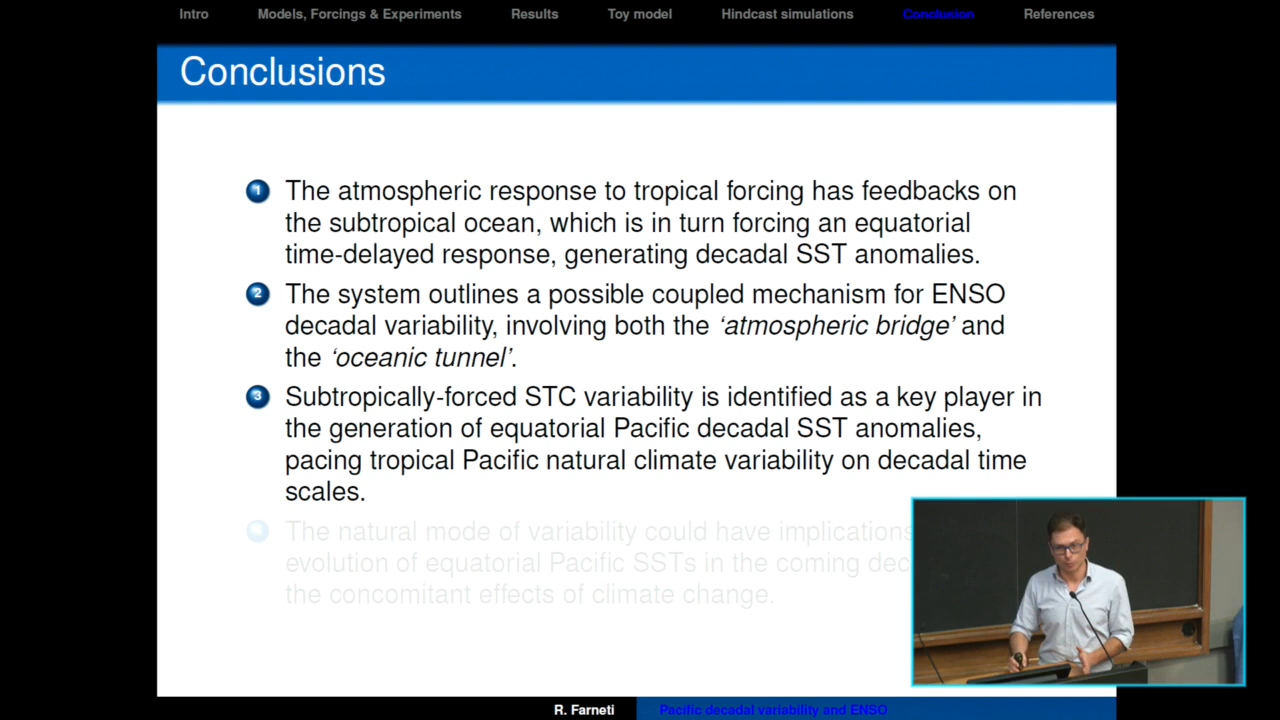 Intro Models, Forcings & Experiments Results Toy model Hindcast simulations Conclusion References
Conclusions
1 The atmospheric response to tropical forcing has feedbacks on
the subtropical ocean, which is in turn forcing an equatorial
time-delayed response, generating decadal SST anomalies.
2 The system outlines a possible coupled mechanism for ENSO
decadal variability, involving both the ‘atmospheric bridge’ and
the ‘oceanic tunnel’.
3 Subtropically-forced STC variability is identified as a key player in
the generation of equatorial Pacific decadal SST anomalies,
pacing tropical Pacific natural climate variability on decadal time
scales.
The natural mode of variability could have implications
evolution of equatorial Pacific SSTs in the coming
the concomitant effects of climate change.
R. Farneti Pacific decadal variability and ENSO